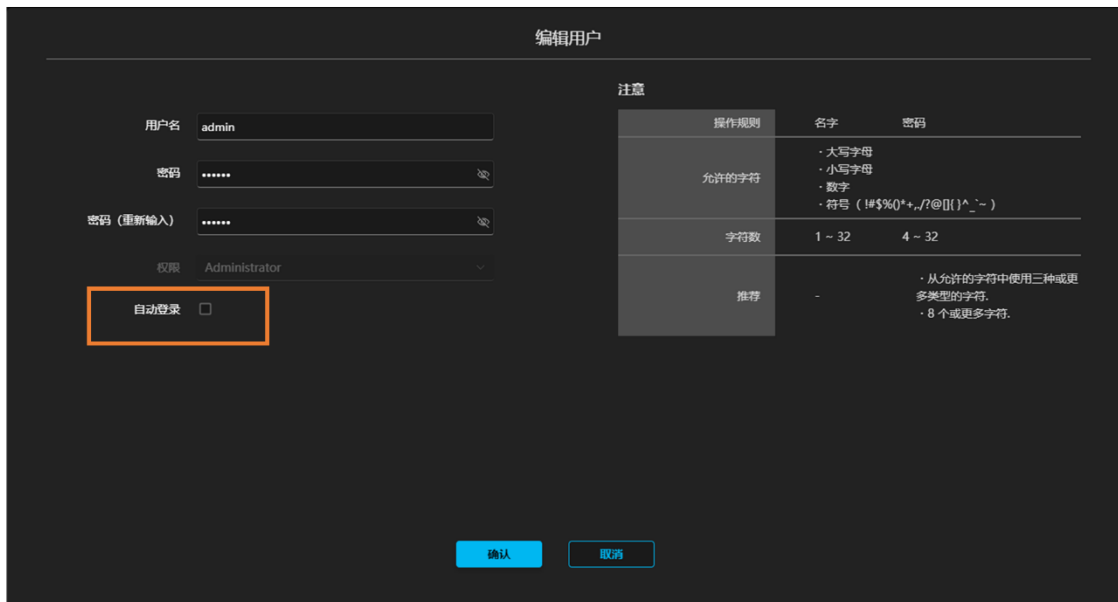 编辑用户
用户名 admin
密码 ••••••
密码（重新输入） ••••••
权限 Administrator
自动登录
注意
操作规则 名字 密码
允许的字符
· 大写字母
· 小写字母
· 数字
· 符号（ !#$%()*+,./?@[]{ }^_`~ ）
字符数 1 ~ 32 4 ~ 32
推荐 -
· 从允许的字符中使用三种或更
多类型的字符.
· 8 个或更多字符.
确认 取消